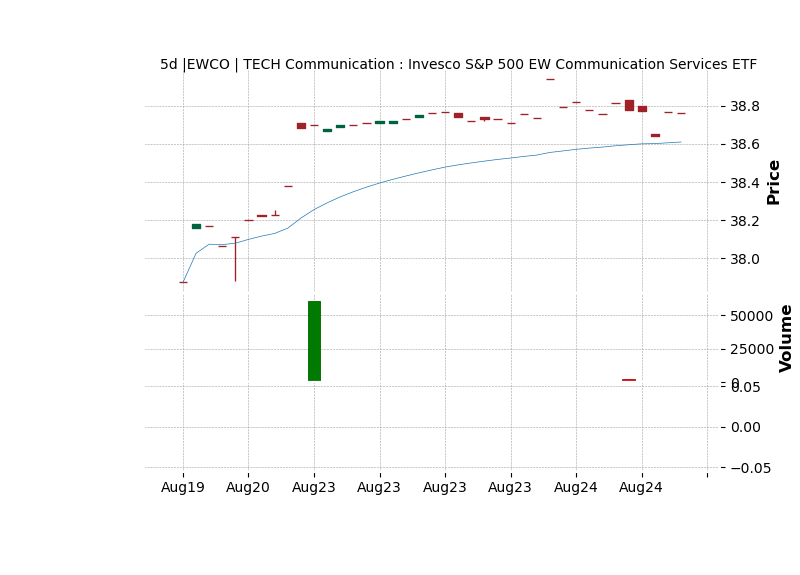 5d |EWCO | TECH Communication : Invesco S&P 500 EW Communication Services ETF
38.8
38.6
38.4
38.2
38.0
Price
50000
25000
0
Volume
0.05
0.00
−0.05
Aug19 Aug20 Aug23 Aug23 Aug23 Aug23 Aug24 Aug24